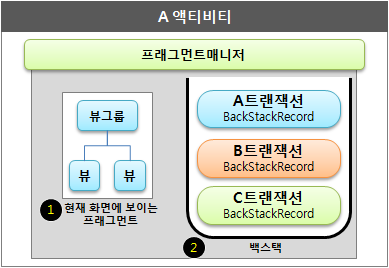 A 액티비티
프래그먼트매니저
뷰그룹
뷰
뷰
1 현재 화면에 보이는
프래그먼트
A트랜잭션
BackStackRecord
B트랜잭션
BackStackRecord
C트랜잭션
BackStackRecord
2 백스택